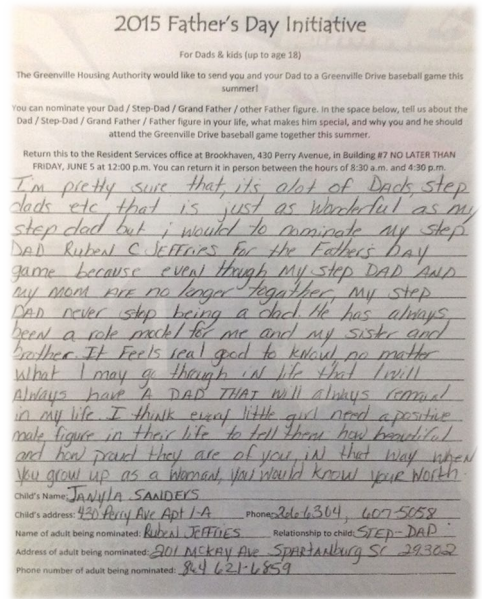 2015 Father's Day Initiative
For Dads & kids (up to age 18)
The Greenville Housing Authority would like to send you and your Dad to a Greenville Drive baseball game this
summer!
You can nominate your Dad / Step-Dad / Grand Father / other Father figure. In the space below, tell us about the
Dad / Step-Dad / Grand Father / Father figure in your life, what makes him special, and why you and he should
attend the Greenville Drive baseball game together this summer.
Return this to the Resident Services office at Brookhaven, 430 Perry Avenue, in Building #7 NO LATER THAN
FRIDAY, JUNE 5 at 12:00 p.m. You can return it in person between the hours of 8:30 a.m. and 4:30 p.m.
I'm pretty sure that, its alot of Dads, step
dads etc that is just as wonderful as my
step dad but i would to nominate my step
DAD Ruben C Jeffries For the Father's Day
game because even though my step DAD AND
my mom ARE no longer together, my step
DAD never stop being a dad. He has always
been a role model for me and my sister and
brother. It Feels real good to know no matter
what I may go through in life that I will
Always have A DAD THAT will always remain
in my life. I think every little girl need a positive
male figure in their life to tell them how beautiful
and how proud they are of you, in that way when
you grow up as a woman, you would know your worth.
Child's Name: JANYLA SANDERS
Child's address: 430 Perry Ave Apt 1-A Phone: 266 6304, 607-5058
Name of adult being nominated: Ruben Jeffries Relationship to child: STEP-DAD
Address of adult being nominated: 201 McKay Ave Spartanburg Sc 29302
Phone number of adult being nominated: 864 621-6859